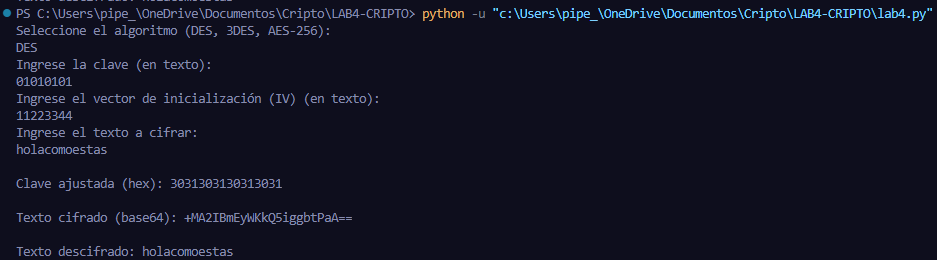 PS C:\Users\pipe_\OneDrive\Documentos\Cripto\LAB4-CRIPTO> python -u "c:\Users\pipe_\OneDrive\Documentos\Cripto\LAB4-CRIPTO\lab4.py"
Seleccione el algoritmo (DES, 3DES, AES-256):
DES
Ingrese la clave (en texto):
01010101
Ingrese el vector de inicialización (IV) (en texto):
11223344
Ingrese el texto a cifrar:
holacomoestas
Clave ajustada (hex): 3031303130313031
Texto cifrado (base64): +MA2IBmEyWKkQ5iggbtPaA==
Texto descifrado: holacomoestas